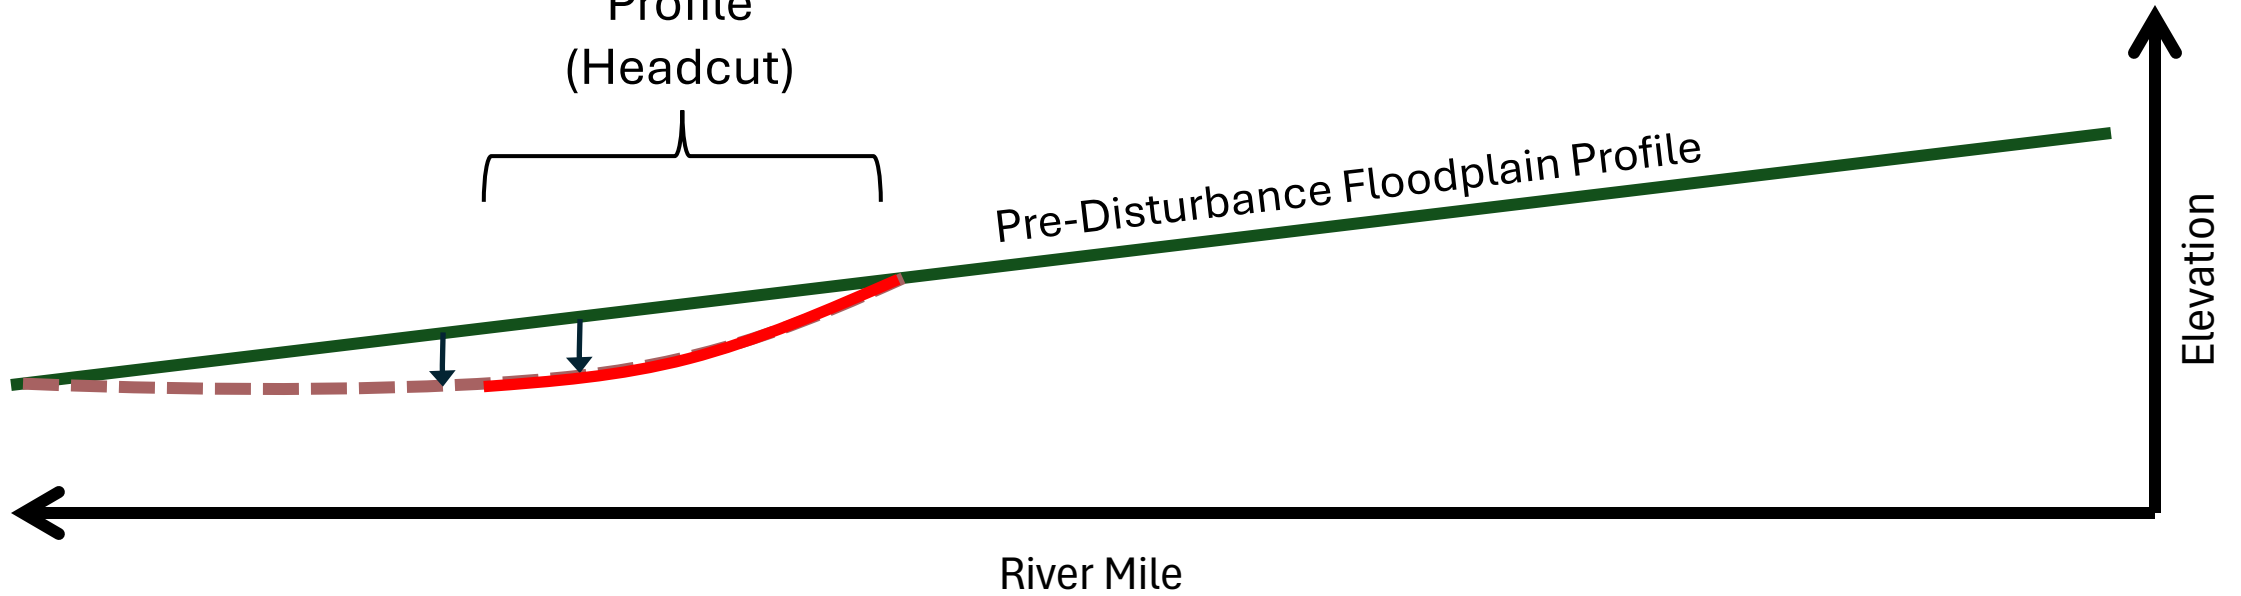 Profile
(Headcut)
Pre-Disturbance Floodplain Profile
Elevation
River Mile